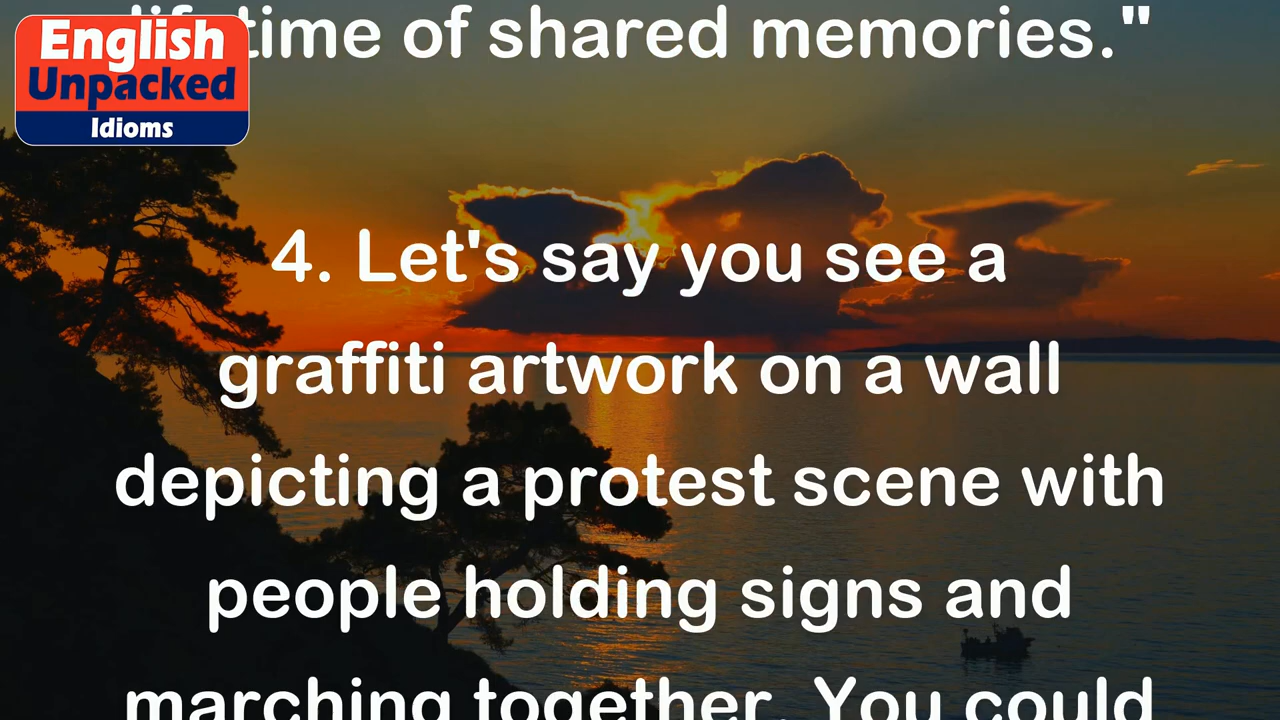 English
Unpacked
Idioms
lifetime of shared memories."
4. Let's say you see a
graffiti artwork on a wall
depicting a protest scene with
people holding signs and
marching together. You could